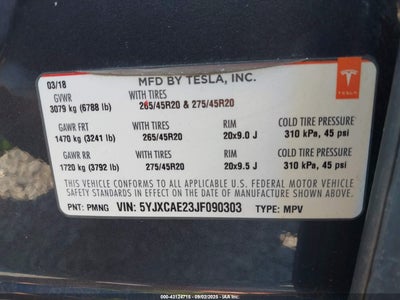 03/18
MFD BY TESLA, INC.
GVWR
WITH TIRES
3079 kg (6788 lb)
265/45R20 & 275/45R20
GAWR FRT
WITH TIRES
RIM
COLD TIRE PRESSURE
1470 kg (3241 lb)
265/45R20
20x9.0 J
310 kPa, 45 psi
GAWR RR
WITH TIRES
RIM
COLD TIRE PRESSURE
1720 kg (3792 lb)
275/45R20
20x9.5 J
310 kPa, 45 psi
THIS VEHICLE CONFORMS TO ALL APPLICABLE U.S. FEDERAL MOTOR VEHICLE
SAFETY STANDARDS IN EFFECT ON THE DATE OF MANUFACTURE SHOWN ABOVE.
PNT: PMNG
VIN: 5YJXCAE23JF090303
TYPE: MPV
TESLA